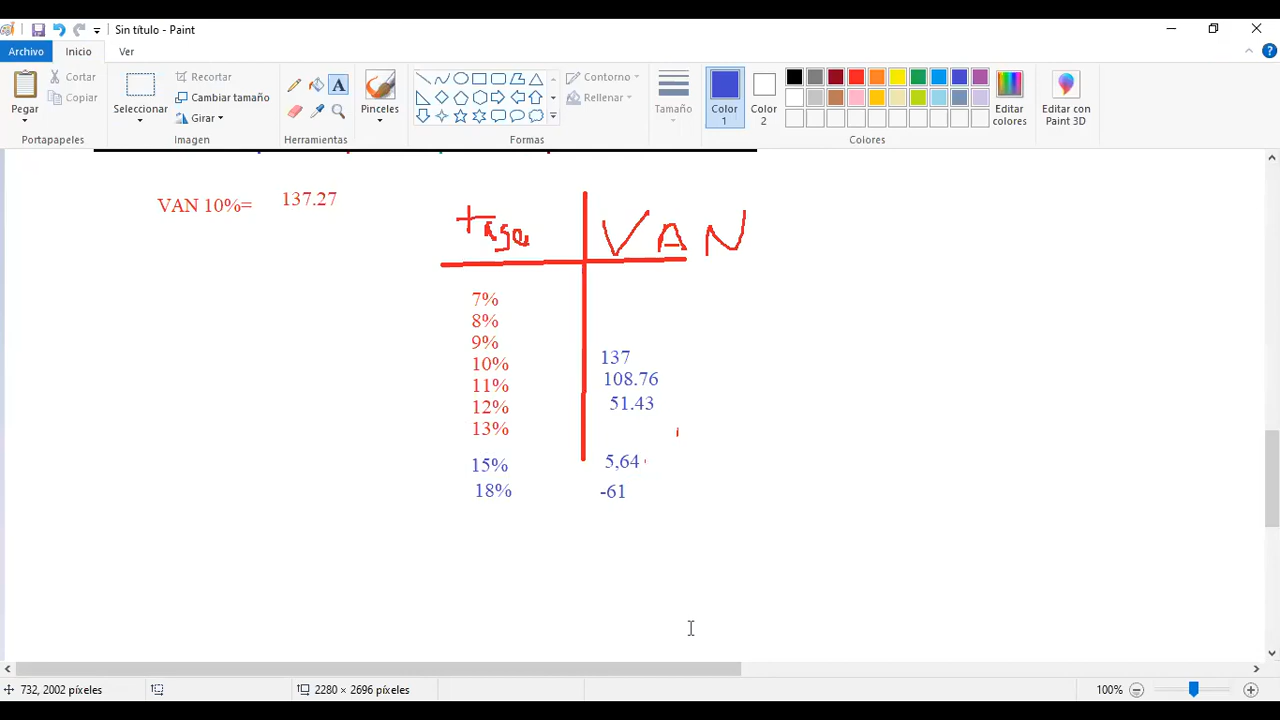 Sin título - Paint
Archivo Inicio Ver
Pegar
Cortar
Copiar
Portapapeles
Seleccionar
Recortar
Cambiar tamaño
Girar
Imagen
A
Herramientas
Pinceles
Contorno
Rellenar
Formas
Tamaño
Color 1
Color 2
Editar colores
Editar con Paint 3D
Colores
VAN 10%= 137.27
tasa VAN
7%
8%
9%
10% 137
11% 108.76
12% 51.43
13%
15% 5,64
18% -61
732, 2002 píxeles 2280 × 2696 píxeles 100%